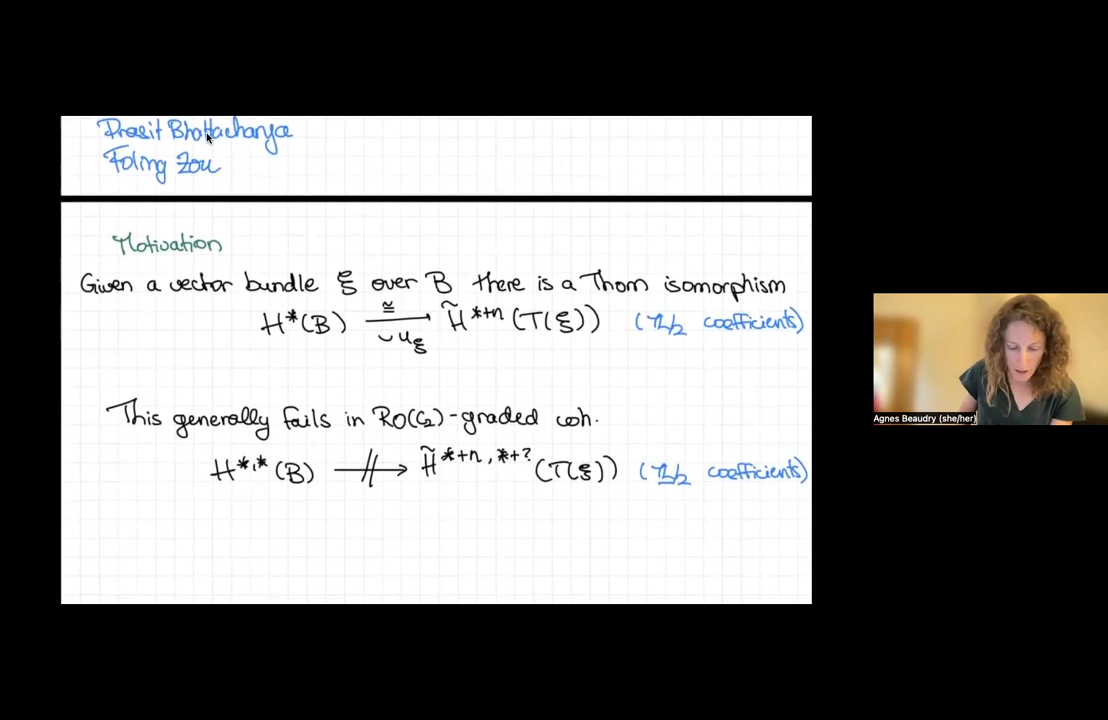 Prasit Bhattacharya
Foling Zou
Motivation
Given a vector bundle ξ over B there is a Thom isomorphism
H*(B) ≅→ ∪u_ξ H̃^{*+n}(T(ξ)) (ℤ/2 coefficients)
This generally fails in RO(C₂)-graded coh.
H^{*,*}(B) –//→ H̃^{*+n,*+?}(T(ξ)) (ℤ/2 coefficients)
Agnes Beaudry (she/her)